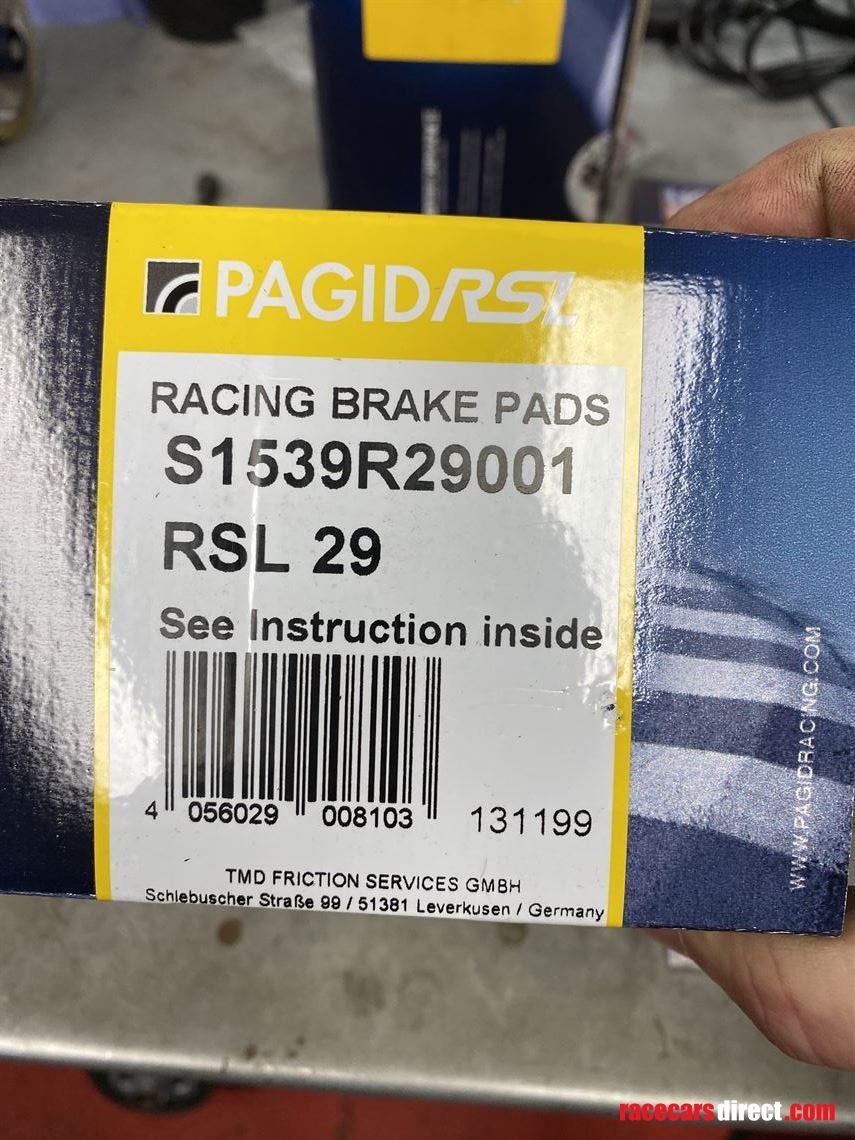 PAGIDRSL
RACING BRAKE PADS
S1539R29001
RSL 29
See Instruction inside
4 056029 008103 131199
TMD FRICTION SERVICES GMBH
Schlebuscher Straße 99 / 51381 Leverkusen / Germany
WWW.PAGIDRACING.COM
racecarsdirect.com